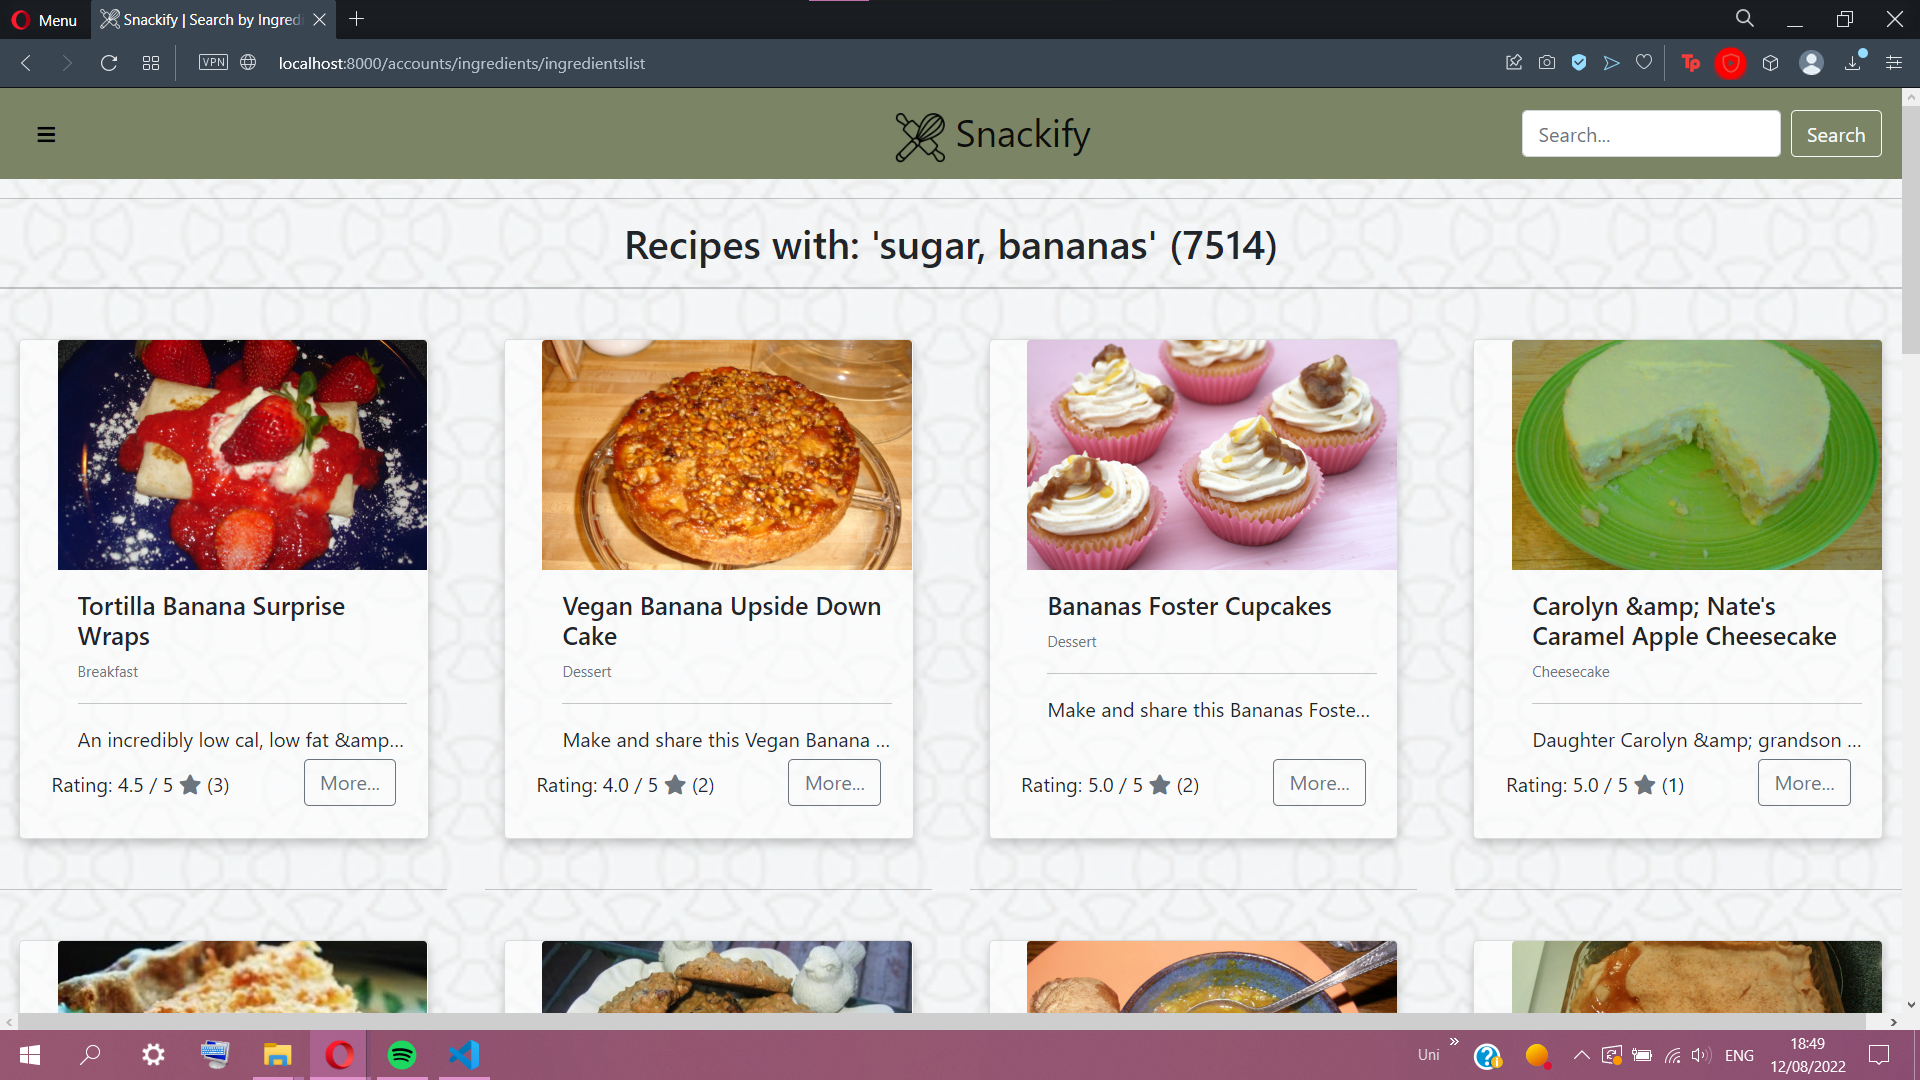 Menu
Snackify | Search by Ingred
VPN
localhost:8000/accounts/ingredients/ingredientslist
Tp
Snackify
Search...
Search
Recipes with: 'sugar, bananas' (7514)
Tortilla Banana Surprise
Wraps
Breakfast
An incredibly low cal, low fat &amp;amp...
Rating: 4.5 / 5 (3)
More...
Vegan Banana Upside Down
Cake
Dessert
Make and share this Vegan Banana ...
Rating: 4.0 / 5 (2)
More...
Bananas Foster Cupcakes
Dessert
Make and share this Bananas Foste...
Rating: 5.0 / 5 (2)
More...
Carolyn &amp;amp; Nate's
Caramel Apple Cheesecake
Cheesecake
Daughter Carolyn &amp;amp; grandson ...
Rating: 5.0 / 5 (1)
More...
Uni
ENG
18:49
12/08/2022